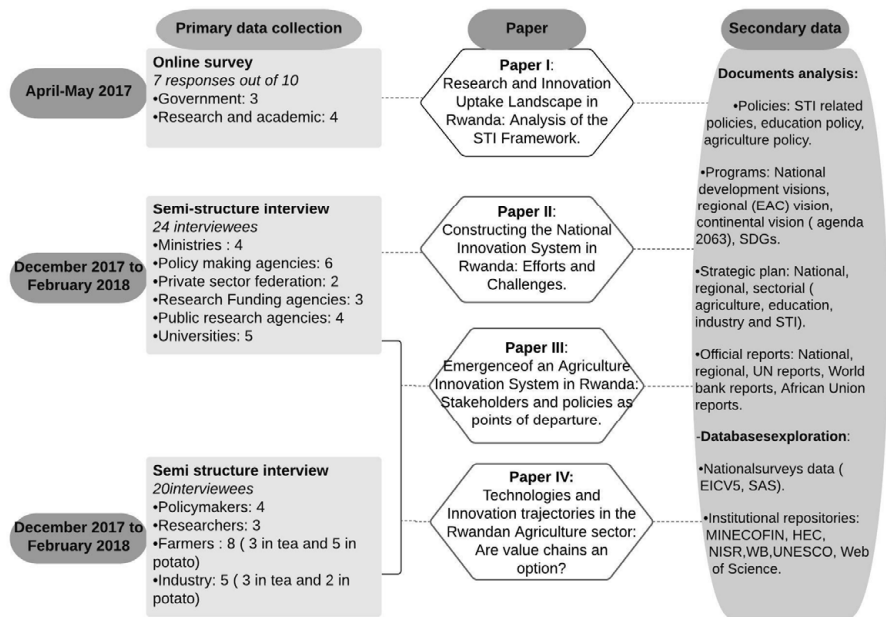 Primary data collection
Paper
Secondary data
April-May 2017
Online survey
7 responses out of 10
•Government: 3
•Research and academic: 4
Paper I:
Research and Innovation
Uptake Landscape in
Rwanda: Analysis of the
STI Framework.
December 2017 to
February 2018
Semi-structure interview
24 interviewees
•Ministries : 4
•Policy making agencies: 6
•Private sector federation: 2
•Research Funding agencies: 3
•Public research agencies: 4
•Universities: 5
Paper II:
Constructing the National
Innovation System in
Rwanda: Efforts and
Challenges.
Paper III:
Emergenceof an Agriculture
Innovation System in Rwanda:
Stakeholders and policies as
points of departure.
December 2017 to
February 2018
Semi structure interview
20interviewees
•Policymakers: 4
•Researchers: 3
•Farmers : 8 ( 3 in tea and 5 in
potato)
•Industry: 5 ( 3 in tea and 2 in
potato)
Paper IV:
Technologies and
Innovation trajectories in the
Rwandan Agriculture sector:
Are value chains an
option?
Documents analysis:
•Policies: STI related
policies, education policy,
agriculture policy.
•Programs: National
development visions,
regional (EAC) vision,
continental vision ( agenda
2063), SDGs.
•Strategic plan: National,
regional, sectorial (
agriculture, education,
industry and STI).
•Official reports: National,
regional, UN reports, World
bank reports, African Union
reports.
-Databasesexploration:
•Nationalsurveys data (
EICV5, SAS).
•Institutional repositories:
MINECOFIN, HEC,
NISR,WB,UNESCO, Web
of Science.